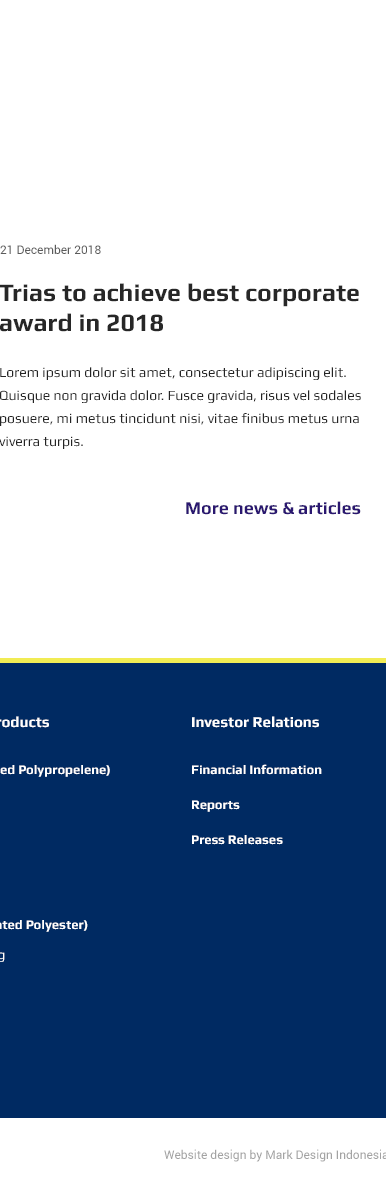 21 December 2018
Trias to achieve best corporate
award in 2018
Lorem ipsum dolor sit amet, consectetur adipiscing elit.
Quisque non gravida dolor. Fusce gravida, risus vel sodales
posuere, mi metus tincidunt nisi, vitae finibus metus urna
viverra turpis.
More news & articles
roducts
ed Polypropelene)
ated Polyester)
g
Investor Relations
Financial Information
Reports
Press Releases
Website design by Mark Design Indonesia